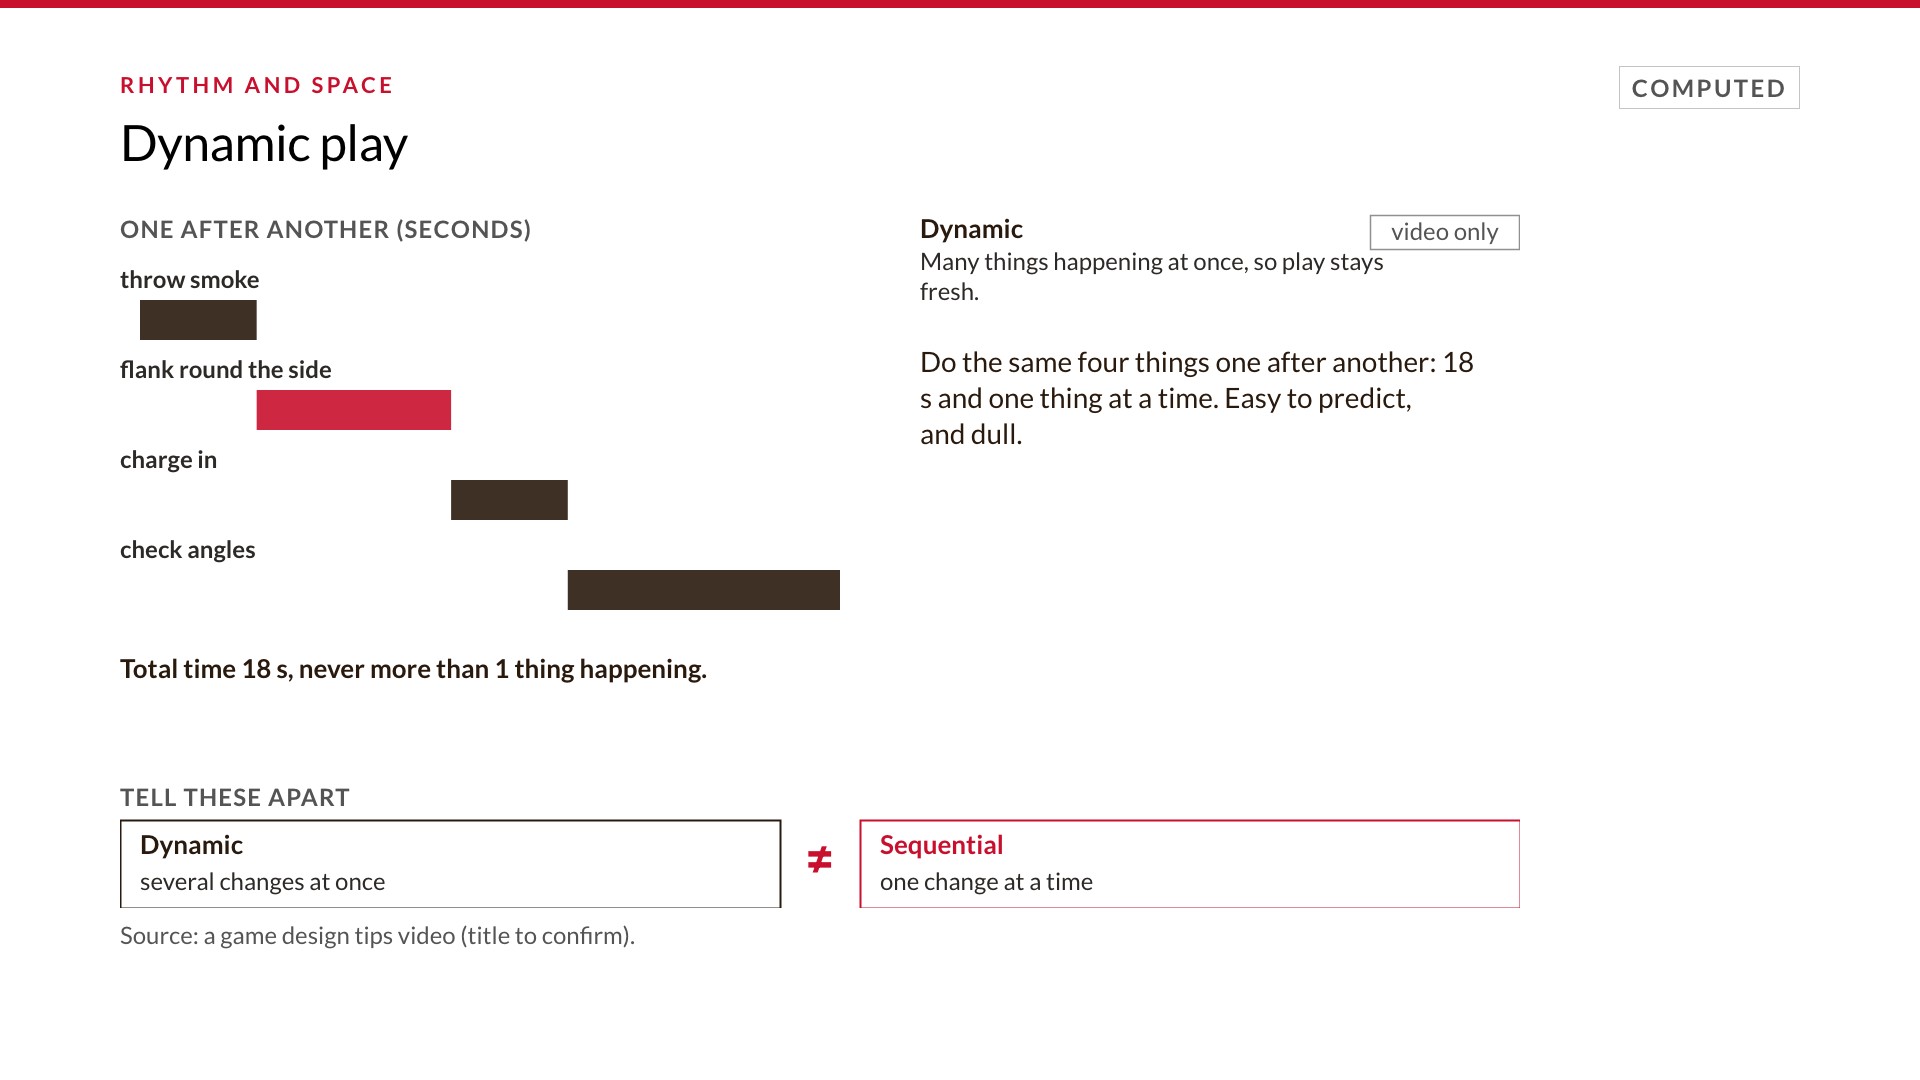 RHYTHM AND SPACE
COMPUTED
Dynamic play
ONE AFTER ANOTHER (SECONDS)
throw smoke
flank round the side
charge in
check angles
Total time 18 s, never more than 1 thing happening.
Dynamic
video only
Many things happening at once, so play stays
fresh.
Do the same four things one after another: 18
s and one thing at a time. Easy to predict,
and dull.
TELL THESE APART
Dynamic
several changes at once
≠
Sequential
one change at a time
Source: a game design tips video (title to confirm).